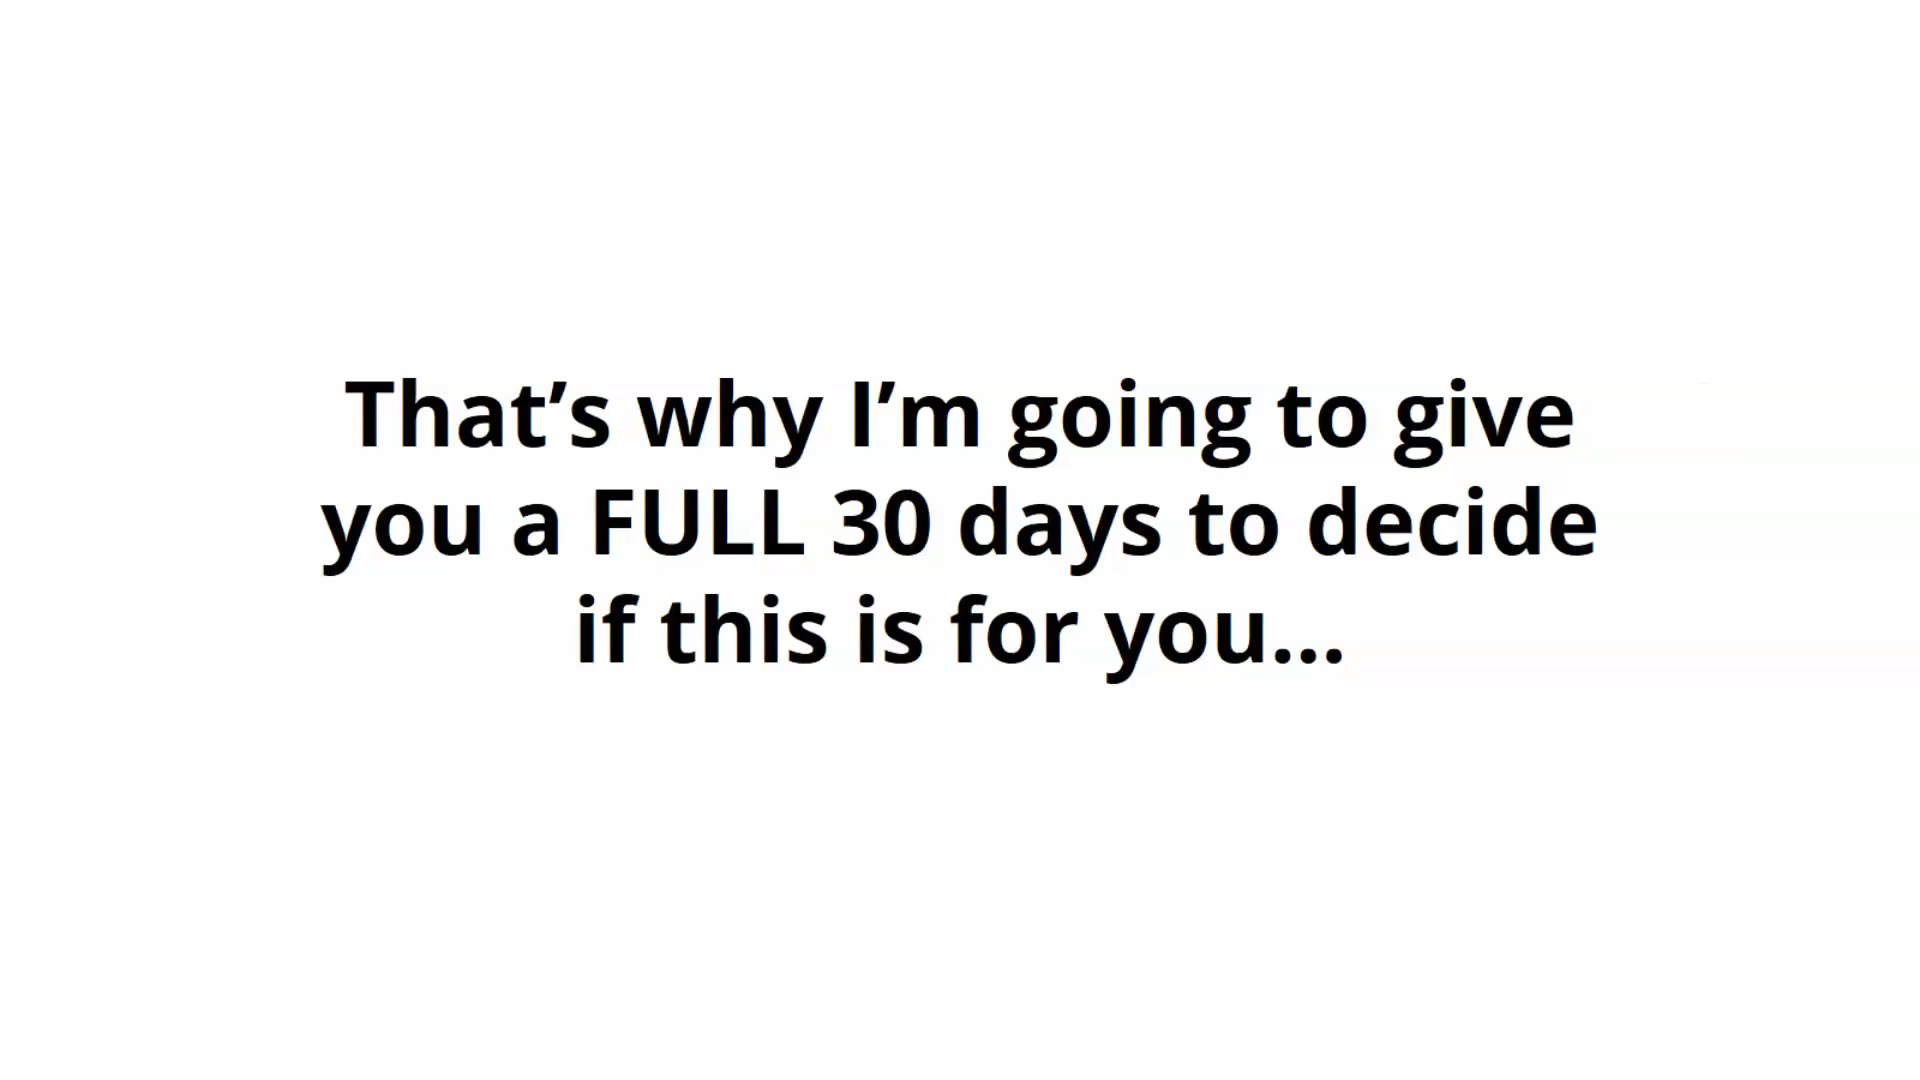 That’s why I’m going to give
you a FULL 30 days to decide
if this is for you...